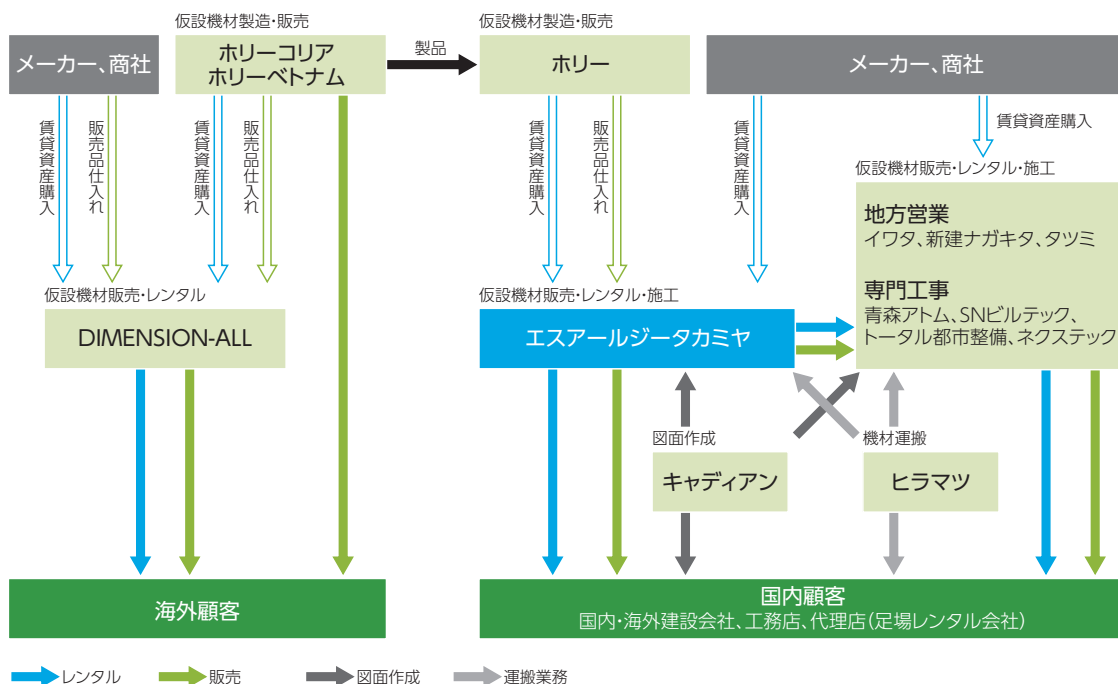 仮設機材製造・販売
仮設機材製造・販売
メーカー、商社
ホリーコリア
ホリーベトナム
製品
ホリー
メーカー、商社
賃貸資産購入
販売品仕入れ
賃貸資産購入
販売品仕入れ
賃貸資産購入
販売品仕入れ
賃貸資産購入
賃貸資産購入
仮設機材販売・レンタル・施工
地方営業
イワタ、新建ナガキタ、タツミ
専門工事
青森アトム、SNビルテック、
トータル都市整備、ネクステック
仮設機材販売・レンタル
DIMENSION-ALL
仮設機材販売・レンタル・施工
エスアールジータカミヤ
図面作成
キャディアン
機材運搬
ヒラマツ
海外顧客
国内顧客
国内・海外建設会社、工務店、代理店(足場レンタル会社)
レンタル
販売
図面作成
運搬業務